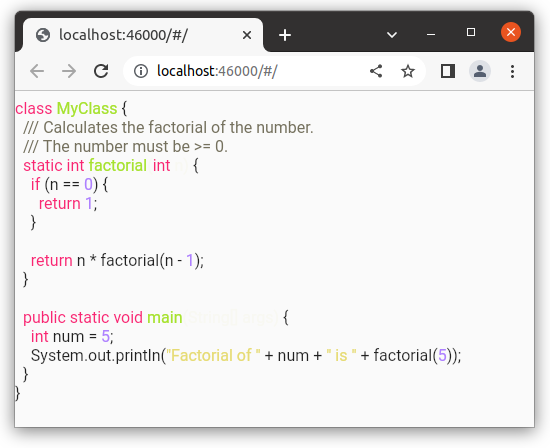 localhost:46000/#/
localhost:46000/#/
class MyClass {
/// Calculates the factorial of the number.
/// The number must be >= 0.
static int factorial int {
if (n == 0) {
return 1;
}
return n * factorial(n - 1);
}
public static void main {
int num = 5;
System.out.println("Factorial of " + num + " is " + factorial(5));
}
}